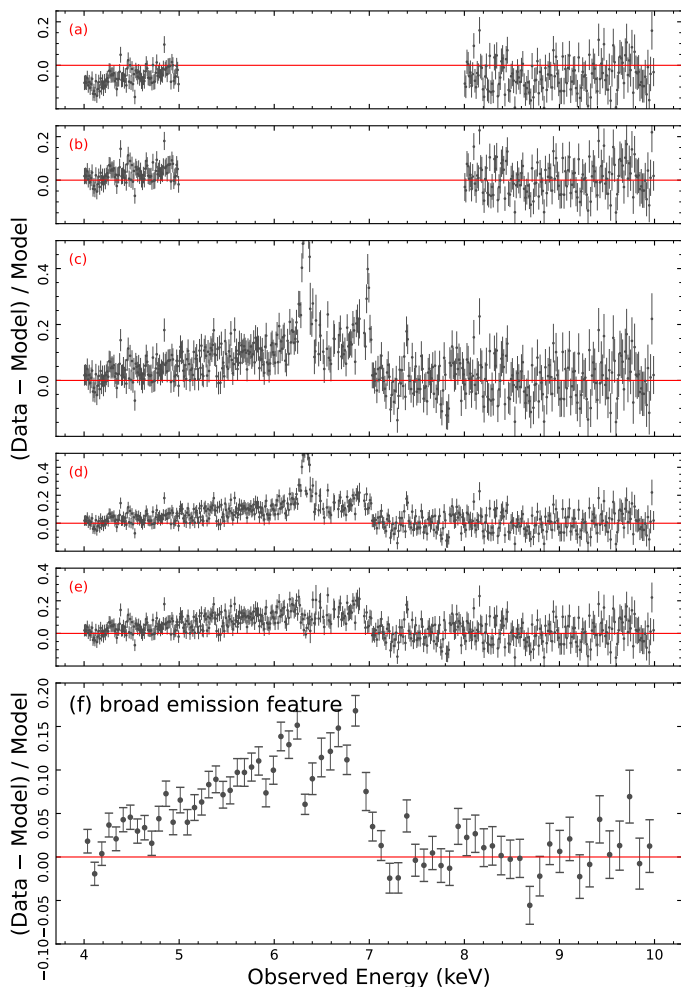 (a)
0.2
0.0
(b)
0.2
0.0
(c)
0.4
0.2
0.0
(Data − Model) / Model
(d)
0.4
0.2
0.0
(e)
0.4
0.2
0.0
(f) broad emission feature
0.20
0.15
0.10
0.05
0.00
−0.05
−0.10
(Data − Model) / Model
4 5 6 7 8 9 10
Observed Energy (keV)